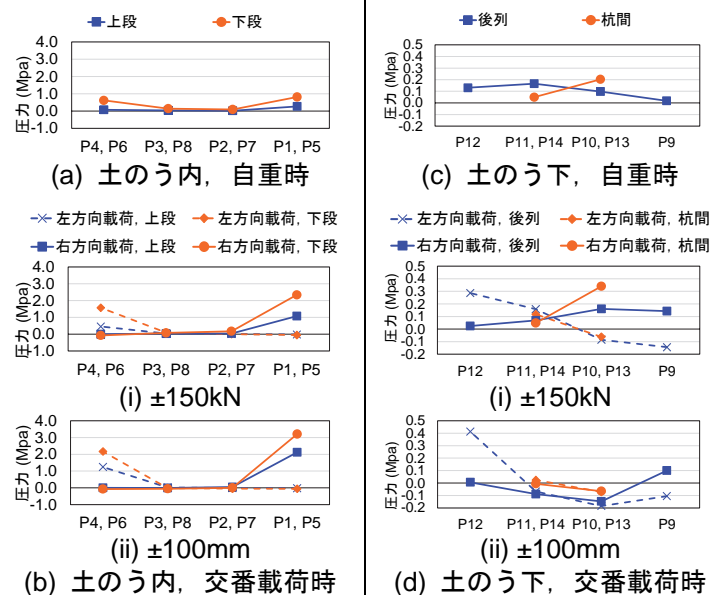 上段 下段
圧力 (Mpa)
4.0
3.0
2.0
1.0
0.0
-1.0
P4, P6 P3, P8 P2, P7 P1, P5
(a) 土のう内, 自重時
左方向載荷, 上段 左方向載荷, 下段
右方向載荷, 上段 右方向載荷, 下段
圧力 (Mpa)
4.0
3.0
2.0
1.0
0.0
-1.0
P4, P6 P3, P8 P2, P7 P1, P5
(i) ±150kN
圧力 (Mpa)
4.0
3.0
2.0
1.0
0.0
-1.0
P4, P6 P3, P8 P2, P7 P1, P5
(ii) ±100mm
(b) 土のう内, 交番載荷時
後列 杭間
圧力 (Mpa)
0.5
0.4
0.3
0.2
0.1
0.0
-0.1
-0.2
P12 P11, P14 P10, P13 P9
(c) 土のう下, 自重時
左方向載荷, 後列 左方向載荷, 杭間
右方向載荷, 後列 右方向載荷, 杭間
圧力 (Mpa)
0.5
0.4
0.3
0.2
0.1
0.0
-0.1
-0.2
P12 P11, P14 P10, P13 P9
(i) ±150kN
圧力 (Mpa)
0.5
0.4
0.3
0.2
0.1
0.0
-0.1
-0.2
P12 P11, P14 P10, P13 P9
(ii) ±100mm
(d) 土のう下, 交番載荷時